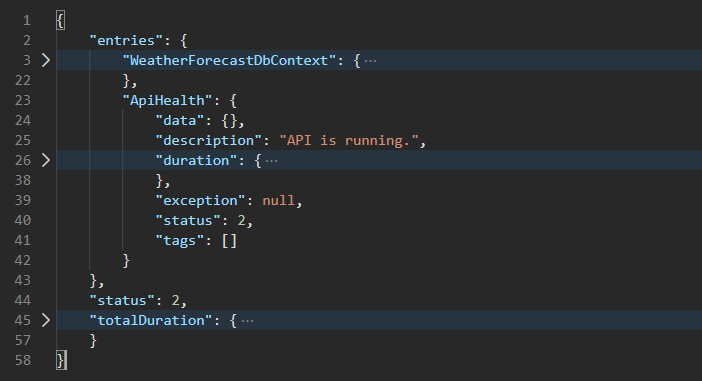 1 {
2 "entries": {
3 > "WeatherForecastDbContext": { ···
22 },
23 "ApiHealth": {
24 "data": {},
25 "description": "API is running.",
26 > "duration": { ···
38 },
39 "exception": null,
40 "status": 2,
41 "tags": []
42 }
43 },
44 "status": 2,
45 > "totalDuration": { ···
57 }
58 }